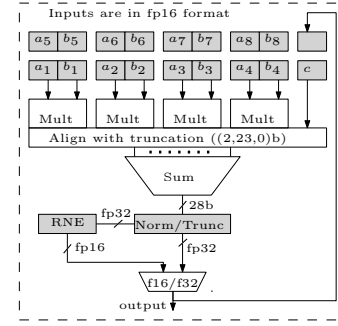 Inputs are in fp16 format
a5 b5 a6 b6 a7 b7 a8 b8
a1 b1 a2 b2 a3 b3 a4 b4 c
Mult Mult Mult Mult
Align with truncation ((2,23,0)b)
Sum
28b
RNE fp32 Norm/Trunc
fp16 fp32
f16/f32
output